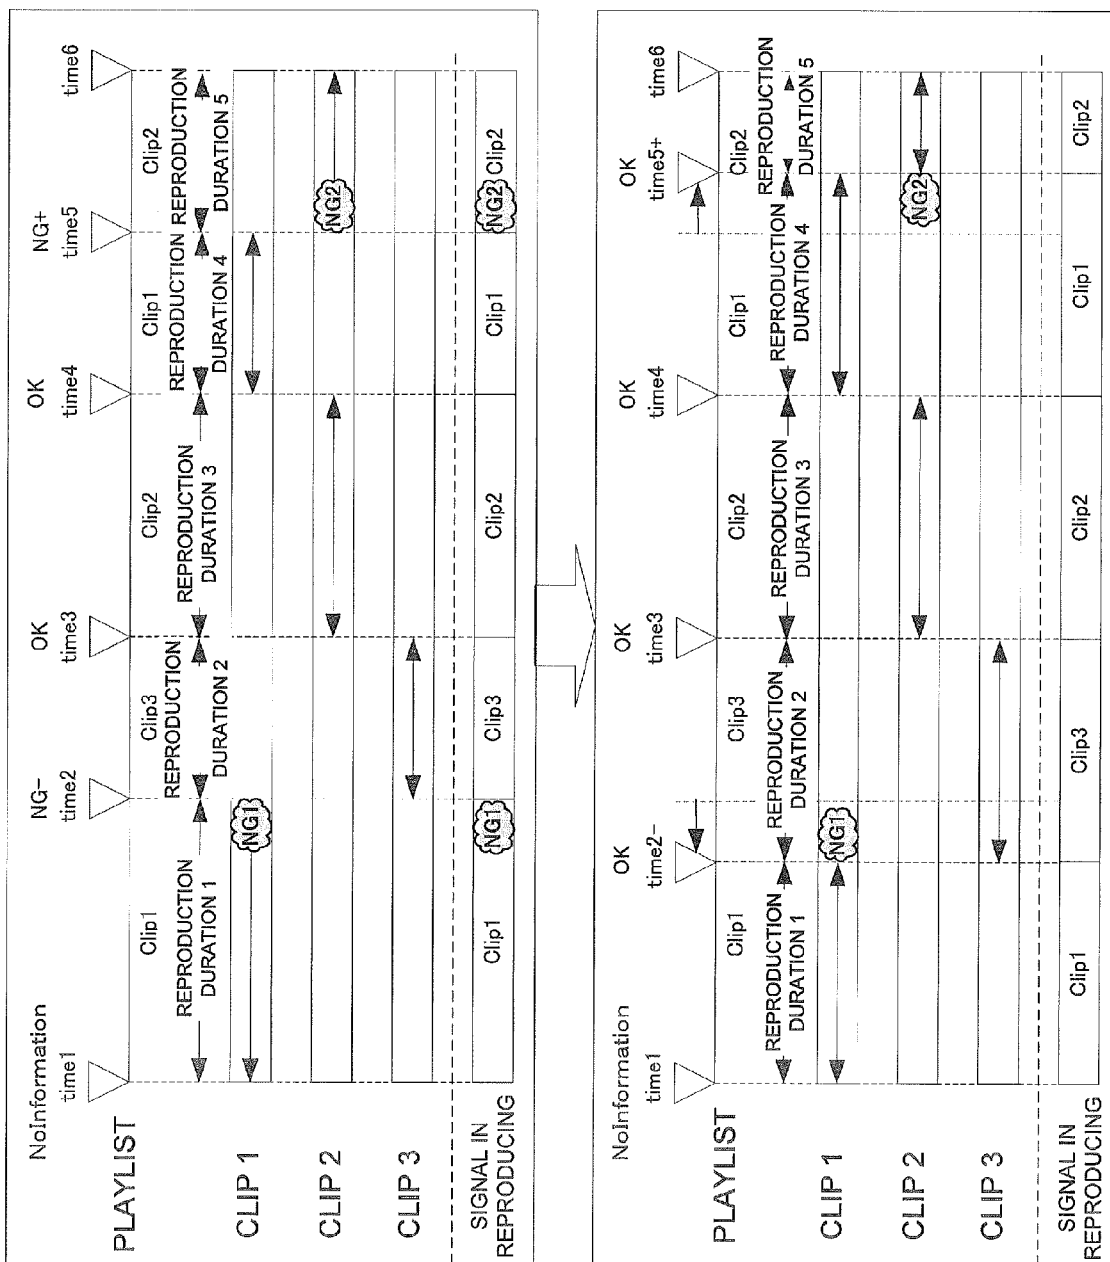 NoInformation
OK
OK
NG-
NG+
time1
time2
time3
time4
time5
time6
PLAYLIST
Clip1
Clip3
Clip2
Clip1
Clip2
REPRODUCTION
DURATION 1
REPRODUCTION
DURATION 2
REPRODUCTION
DURATION 3
REPRODUCTION
DURATION 4
REPRODUCTION
DURATION 5
CLIP 1
NG1
CLIP 2
NG2
CLIP 3
SIGNAL IN
REPRODUCING
Clip1
NG1
Clip3
Clip2
Clip1
NG2
Clip2
NoInformation
OK
OK
OK
OK
time1
time2-
time3
time4
time5+
time6
PLAYLIST
Clip1
Clip3
Clip2
Clip1
Clip2
REPRODUCTION
DURATION 1
REPRODUCTION
DURATION 2
REPRODUCTION
DURATION 3
REPRODUCTION
DURATION 4
REPRODUCTION
DURATION 5
CLIP 1
NG1
CLIP 2
NG2
CLIP 3
SIGNAL IN
REPRODUCING
Clip1
Clip3
Clip2
Clip1
Clip2